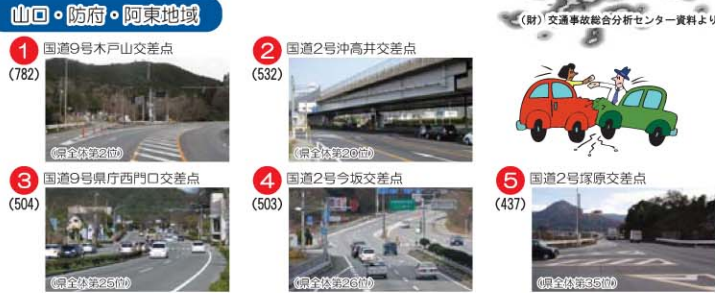 山口・防府・阿東地域
（財）交通事故総合分析センター資料より
1 国道9号木戸山交差点
(782)
(県全体第2位)
2 国道2号沖高井交差点
(532)
(県全体第20位)
3 国道9号県庁西門口交差点
(504)
(県全体第25位)
4 国道2号今坂交差点
(503)
(県全体第26位)
5 国道2号塚原交差点
(437)
(県全体第35位)